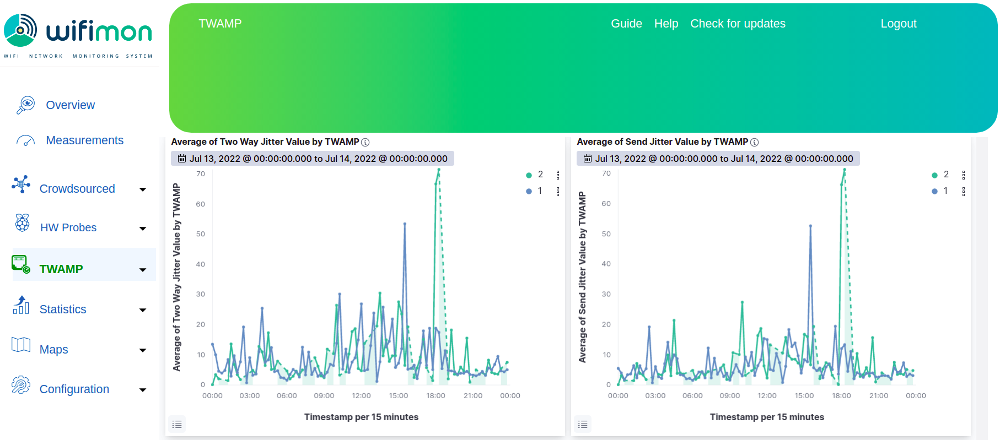 wifimon
WIFI NETWORK MONITORING SYSTEM
TWAMP
Guide Help Check for updates Logout
Overview
Measurements
Crowdsourced
HW Probes
TWAMP
Statistics
Maps
Configuration
Average of Two Way Jitter Value by TWAMP
Jul 13, 2022 @ 00:00:00.000 to Jul 14, 2022 @ 00:00:00.000
2
1
Average of Two Way Jitter Value by TWAMP
70
60
50
40
30
20
10
0
00:00 03:00 06:00 09:00 12:00 15:00 18:00 21:00 00:00
Timestamp per 15 minutes
Average of Send Jitter Value by TWAMP
Jul 13, 2022 @ 00:00:00.000 to Jul 14, 2022 @ 00:00:00.000
2
1
Average of Send Jitter Value by TWAMP
70
60
50
40
30
20
10
0
00:00 03:00 06:00 09:00 12:00 15:00 18:00 21:00 00:00
Timestamp per 15 minutes